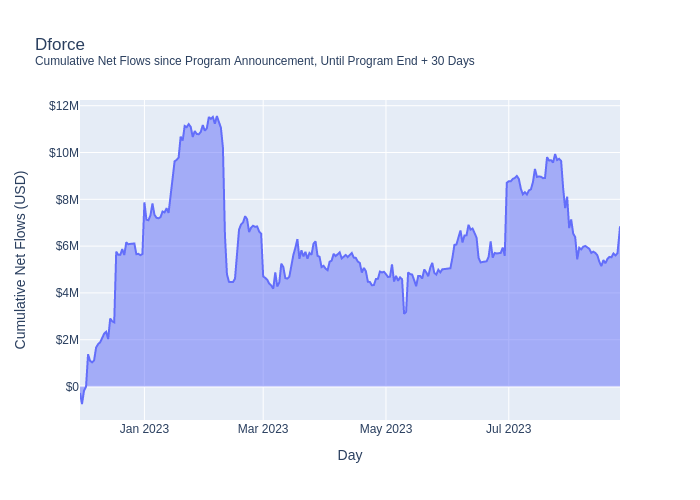 Dforce
Cumulative Net Flows since Program Announcement, Until Program End + 30 Days
Cumulative Net Flows (USD)
$12M
$10M
$8M
$6M
$4M
$2M
$0
Jan 2023
Mar 2023
May 2023
Jul 2023
Day